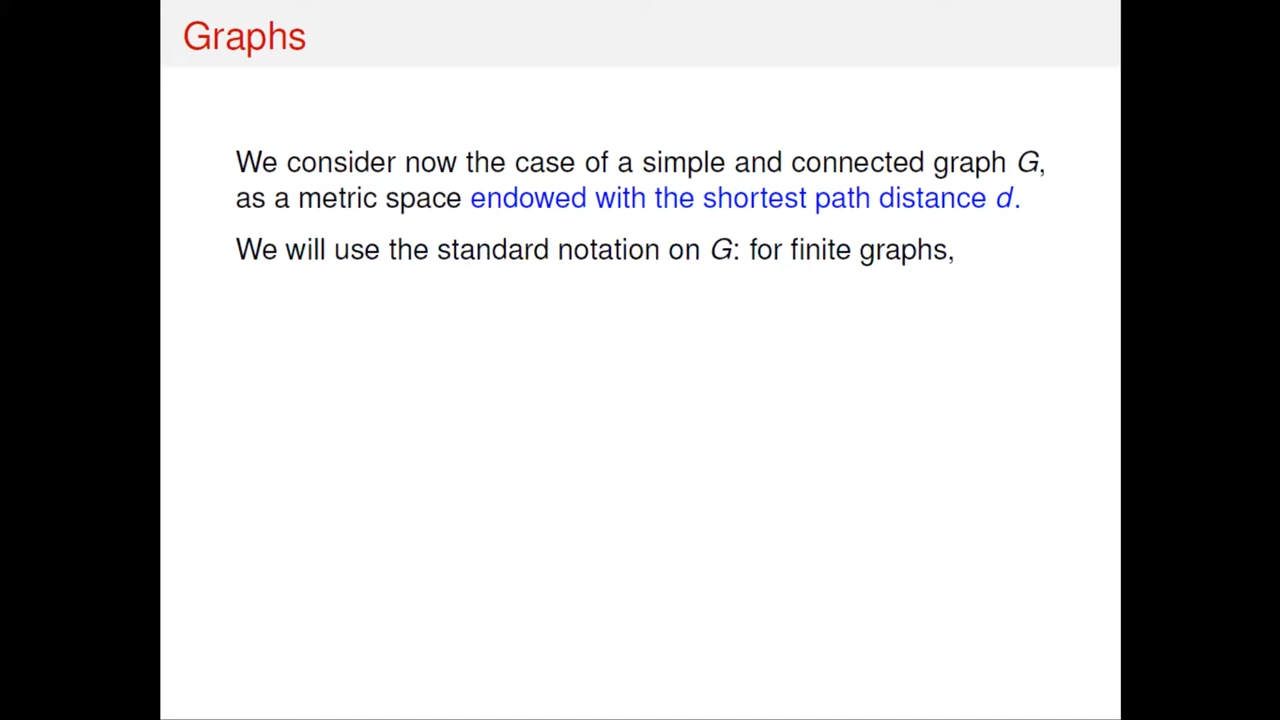 Graphs
We consider now the case of a simple and connected graph G,
as a metric space endowed with the shortest path distance d.
We will use the standard notation on G: for finite graphs,